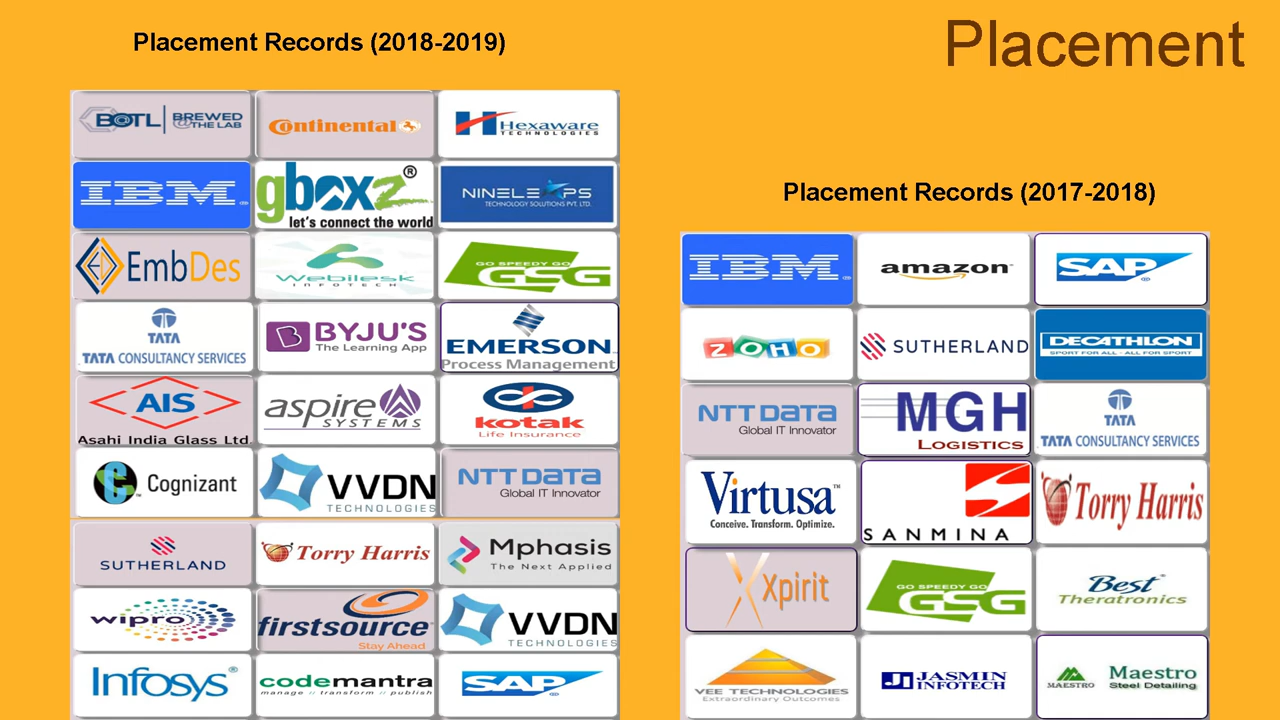 Placement
Placement Records (2018-2019)
BOTL BREWED @THE LAB
Continental
Hexaware
TECHNOLOGIES
IBM®
gboxz®
let's connect the world
NINELEAPS
TECHNOLOGY SOLUTIONS PVT. LTD.
EmbDes
Webilesk
INFOTECH
GO SPEEDY GO
GSG
TATA
TATA CONSULTANCY SERVICES
BYJU'S
The Learning App
EMERSON
Process Management
AIS
Asahi India Glass Ltd.
aspire
SYSTEMS
kotak
Life Insurance
Cognizant
VVDN
TECHNOLOGIES
NTT DATA
Global IT Innovator
SUTHERLAND
Torry Harris
Mphasis
The Next Applied
wipro
firstsource
Stay Ahead
VVDN
TECHNOLOGIES
Infosys®
codemantra
manage // transform // publish
SAP®
Placement Records (2017-2018)
IBM®
amazon
SAP®
ZOHO
SUTHERLAND
DECATHLON
SPORT FOR ALL - ALL FOR SPORT
NTT DATA
Global IT Innovator
MGH
LOGISTICS
TATA
TATA CONSULTANCY SERVICES
Virtusa™
Conceive. Transform. Optimize.
SANMINA
Torry Harris
Xpirit
GO SPEEDY GO
GSG
Best®
Theratronics
VEE TECHNOLOGIES
Extraordinary Outcomes
JI JASMIN
INFOTECH
MAESTRO
Maestro
Steel Detailing